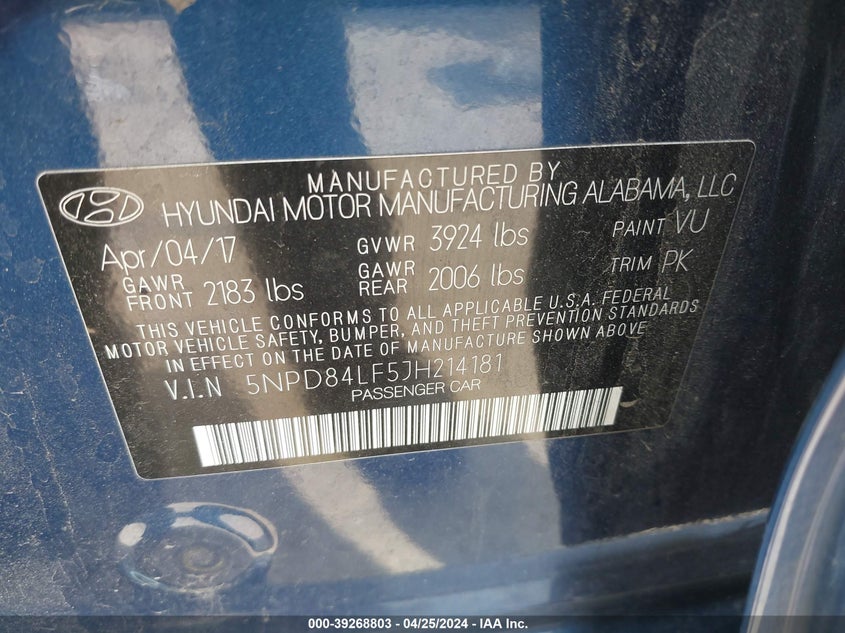 MANUFACTURED BY
HYUNDAI MOTOR MANUFACTURING ALABAMA, LLC
Apr/04/17 GVWR 3924 lbs PAINT VU
GAWR FRONT 2183 lbs GAWR REAR 2006 lbs TRIM PK
THIS VEHICLE CONFORMS TO ALL APPLICABLE U.S.A. FEDERAL
MOTOR VEHICLE SAFETY, BUMPER, AND THEFT PREVENTION STANDARDS
IN EFFECT ON THE DATE OF MANUFACTURE SHOWN ABOVE
V.I.N 5NPD84LF5JH214181
PASSENGER CAR
000-39268803 - 04/25/2024 - IAA Inc.